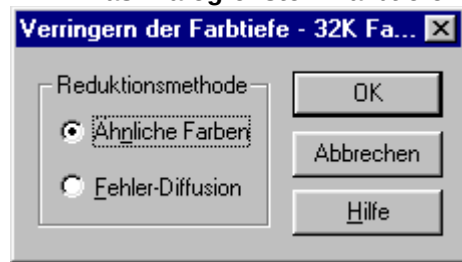 Verringern der Farbtiefe - 32K Fa...
Reduktionsmethode
Ähnliche Farben
Fehler-Diffusion
OK
Abbrechen
Hilfe